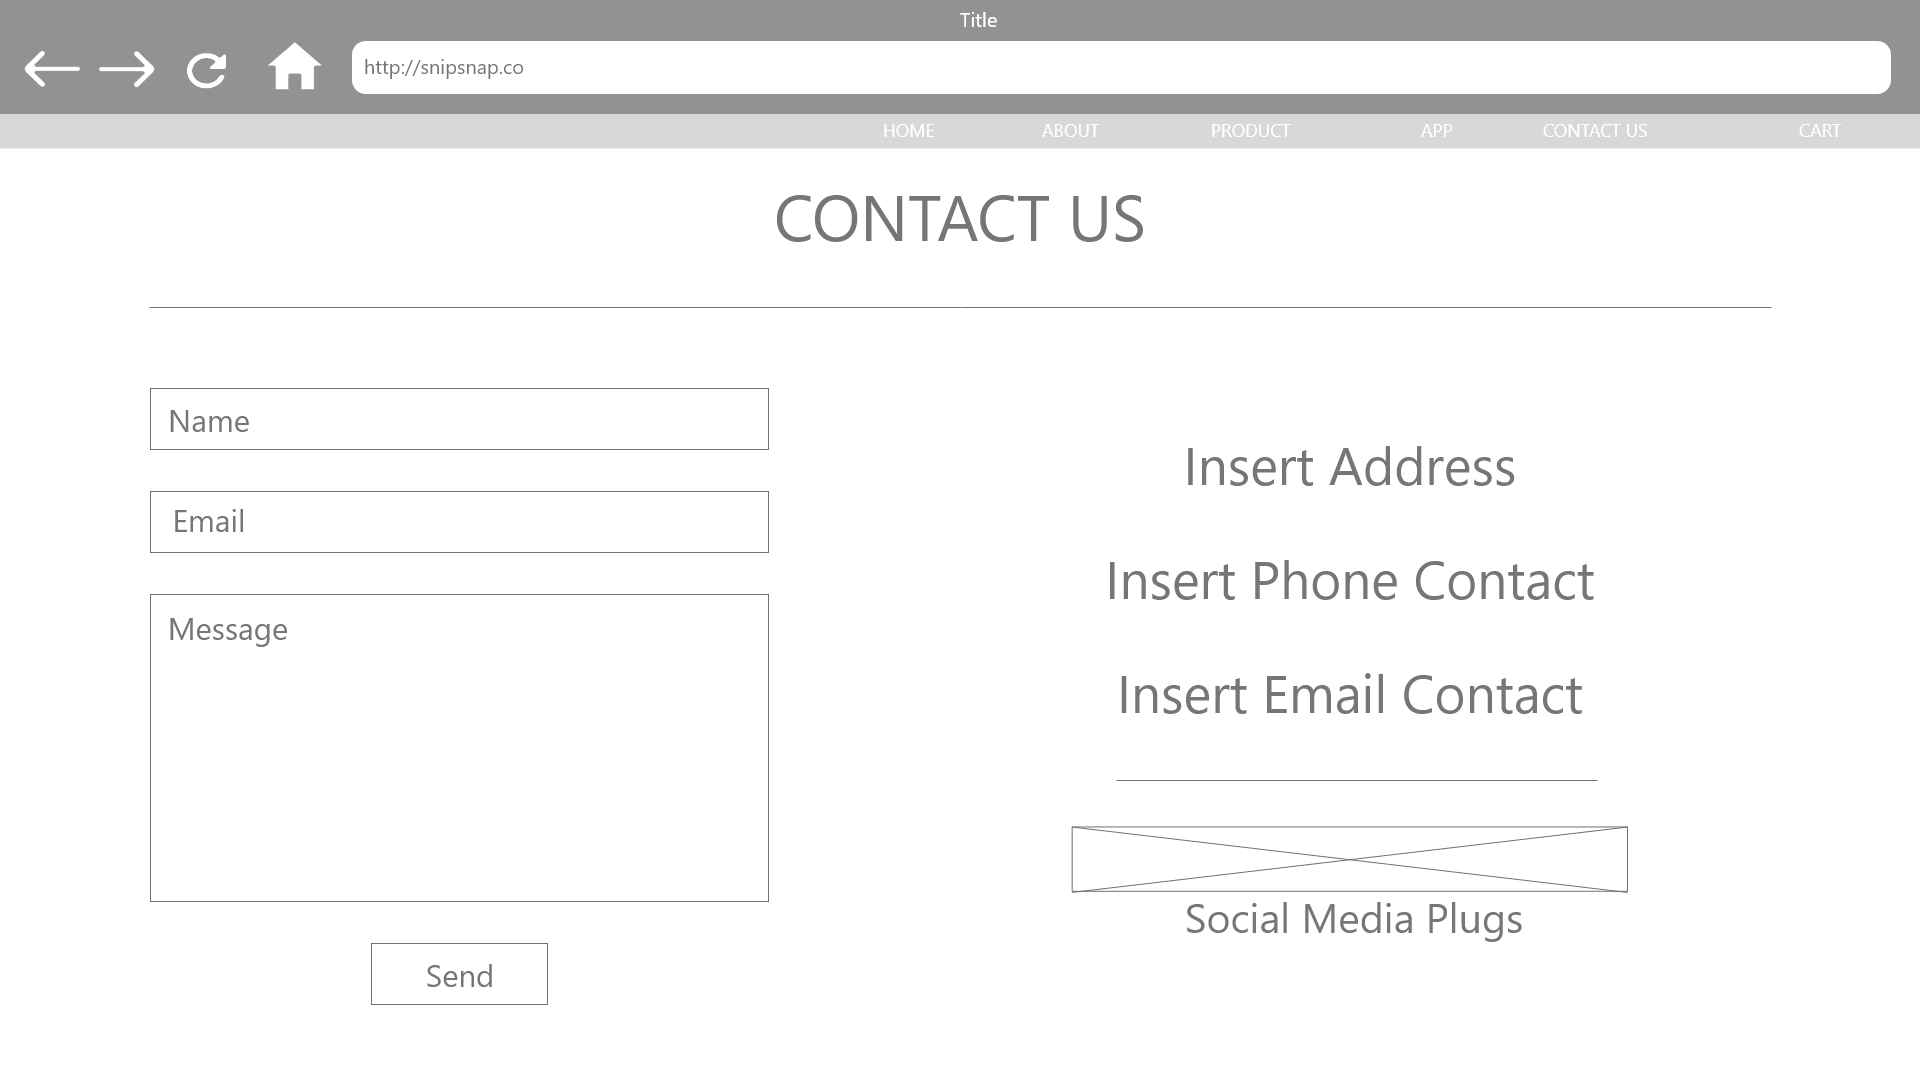 Title
http://snipsnap.co
HOME ABOUT PRODUCT APP CONTACT US CART
CONTACT US
Name
Email
Message
Send
Insert Address
Insert Phone Contact
Insert Email Contact
Social Media Plugs